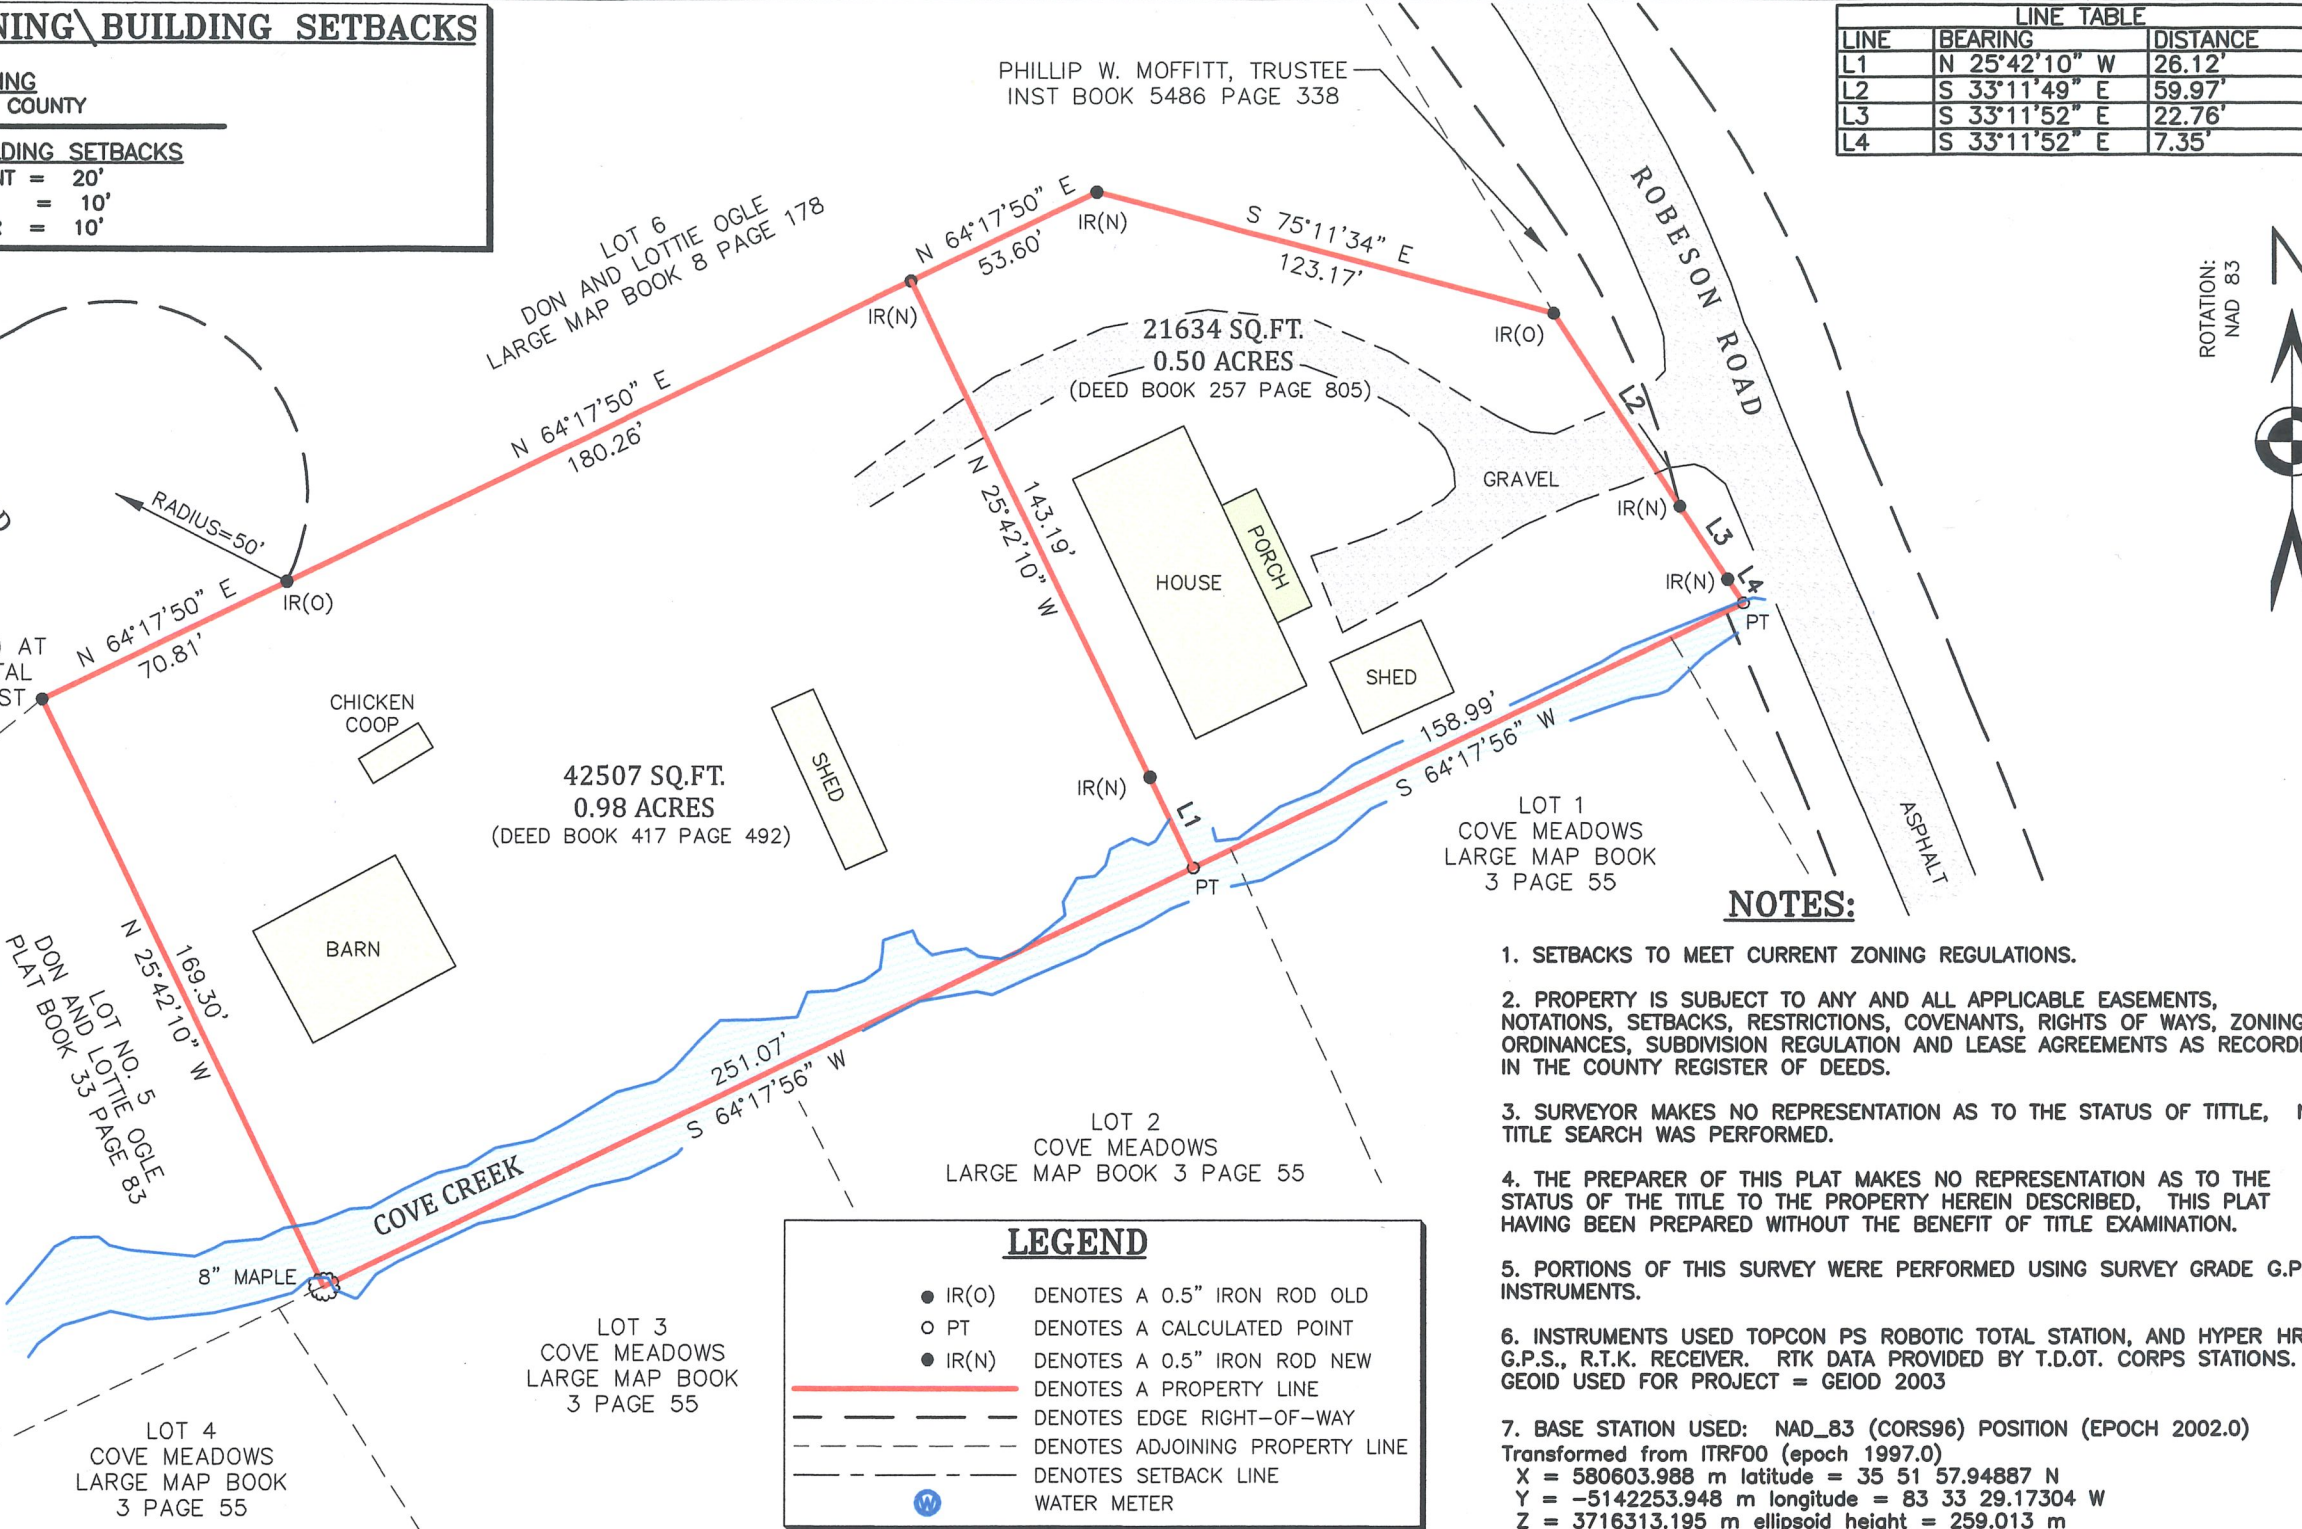 NING\BUILDING SETBACKS
ING
COUNTY
DING SETBACKS
NT = 20'
= 10'
= 10'
LINE TABLE
LINE BEARING DISTANCE
L1 N 25°42'10" W 26.12'
L2 S 33°11'49" E 59.97'
L3 S 33°11'52" E 22.76'
L4 S 33°11'52" E 7.35'
PHILLIP W. MOFFITT, TRUSTEE
INST BOOK 5486 PAGE 338
ROBESON ROAD
ROTATION:
NAD 83
N
LOT 6
DON AND LOTTIE OGLE
LARGE MAP BOOK 8 PAGE 178
N 64°17'50" E
53.60'
IR(N)
S 75°11'34" E
123.17'
IR(O)
IR(N)
N 64°17'50" E
180.26'
21634 SQ.FT.
0.50 ACRES
(DEED BOOK 257 PAGE 805)
L2
GRAVEL
IR(N)
L3
IR(N)
L4
PT
RADIUS=50'
IR(O)
D
143.19'
N 25°42'10" W
HOUSE
PORCH
SHED
N 64°17'50" E
70.81'
AT
TAL
ST
CHICKEN
COOP
SHED
42507 SQ.FT.
0.98 ACRES
(DEED BOOK 417 PAGE 492)
IR(N)
L1
PT
158.99'
S 64°17'56" W
LOT 1
COVE MEADOWS
LARGE MAP BOOK
3 PAGE 55
ASPHALT
BARN
169.30'
N 25°42'10" W
LOT NO. 5
DON AND LOTTIE OGLE
PLAT BOOK 33 PAGE 83
251.07'
S 64°17'56" W
COVE CREEK
8" MAPLE
LOT 2
COVE MEADOWS
LARGE MAP BOOK 3 PAGE 55
LOT 3
COVE MEADOWS
LARGE MAP BOOK
3 PAGE 55
LOT 4
COVE MEADOWS
LARGE MAP BOOK
3 PAGE 55
LEGEND
IR(O) DENOTES A 0.5" IRON ROD OLD
PT DENOTES A CALCULATED POINT
IR(N) DENOTES A 0.5" IRON ROD NEW
DENOTES A PROPERTY LINE
DENOTES EDGE RIGHT-OF-WAY
DENOTES ADJOINING PROPERTY LINE
DENOTES SETBACK LINE
W WATER METER
NOTES:
1. SETBACKS TO MEET CURRENT ZONING REGULATIONS.
2. PROPERTY IS SUBJECT TO ANY AND ALL APPLICABLE EASEMENTS,
NOTATIONS, SETBACKS, RESTRICTIONS, COVENANTS, RIGHTS OF WAYS, ZONING
ORDINANCES, SUBDIVISION REGULATION AND LEASE AGREEMENTS AS RECORD
IN THE COUNTY REGISTER OF DEEDS.
3. SURVEYOR MAKES NO REPRESENTATION AS TO THE STATUS OF TITTLE,
TITLE SEARCH WAS PERFORMED.
4. THE PREPARER OF THIS PLAT MAKES NO REPRESENTATION AS TO THE
STATUS OF THE TITLE TO THE PROPERTY HEREIN DESCRIBED, THIS PLAT
HAVING BEEN PREPARED WITHOUT THE BENEFIT OF TITLE EXAMINATION.
5. PORTIONS OF THIS SURVEY WERE PERFORMED USING SURVEY GRADE G.P
INSTRUMENTS.
6. INSTRUMENTS USED TOPCON PS ROBOTIC TOTAL STATION, AND HYPER HR
G.P.S., R.T.K. RECEIVER. RTK DATA PROVIDED BY T.D.OT. CORPS STATIONS.
GEOID USED FOR PROJECT = GEIOD 2003
7. BASE STATION USED: NAD_83 (CORS96) POSITION (EPOCH 2002.0)
Transformed from ITRF00 (epoch 1997.0)
X = 580603.988 m latitude = 35 51 57.94887 N
Y = -5142253.948 m longitude = 83 33 29.17304 W
Z = 3716313.195 m ellipsoid height = 259.013 m